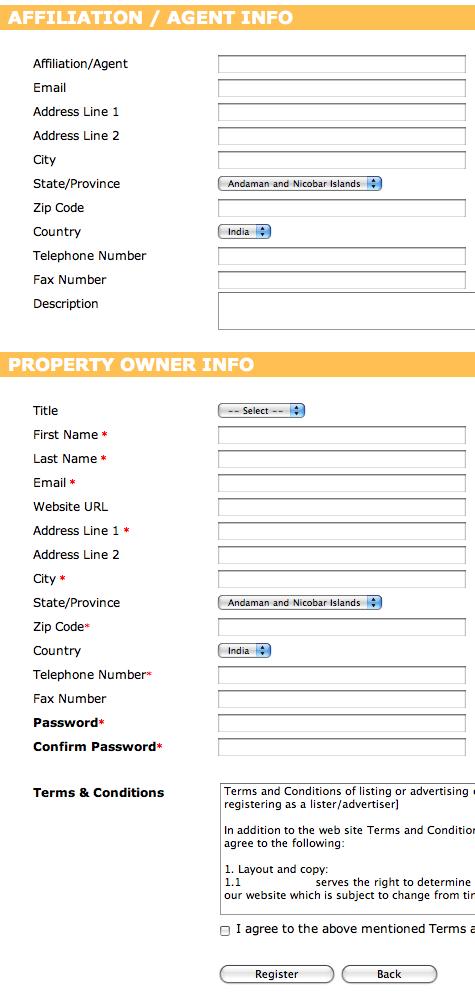 AFFILIATION / AGENT INFO
Affiliation/Agent
Email
Address Line 1
Address Line 2
City
State/Province Andaman and Nicobar Islands
Zip Code
Country India
Telephone Number
Fax Number
Description
PROPERTY OWNER INFO
Title -- Select --
First Name *
Last Name *
Email *
Website URL
Address Line 1 *
Address Line 2
City *
State/Province Andaman and Nicobar Islands
Zip Code*
Country India
Telephone Number*
Fax Number
Password*
Confirm Password*
Terms & Conditions
Terms and Conditions of listing or advertising
registering as a lister/advertiser]
In addition to the web site Terms and Condition
agree to the following:
1. Layout and copy:
1.1 serves the right to determine
our website which is subject to change from tim
I agree to the above mentioned Terms a
Register Back